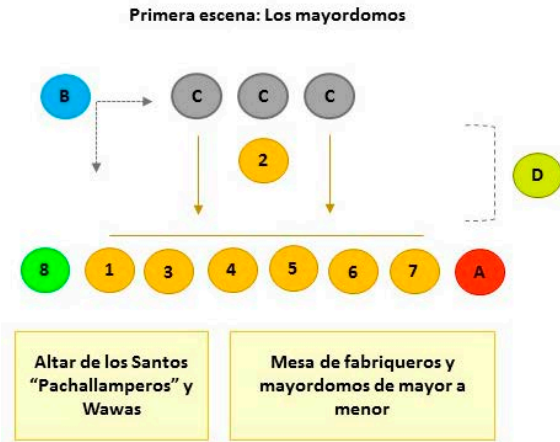 Primera escena: Los mayordomos
B C C C
2
D
8 1 3 4 5 6 7 A
Altar de los Santos
"Pachallamperos" y
Wawas
Mesa de fabriqueros y
mayordomos de mayor a
menor